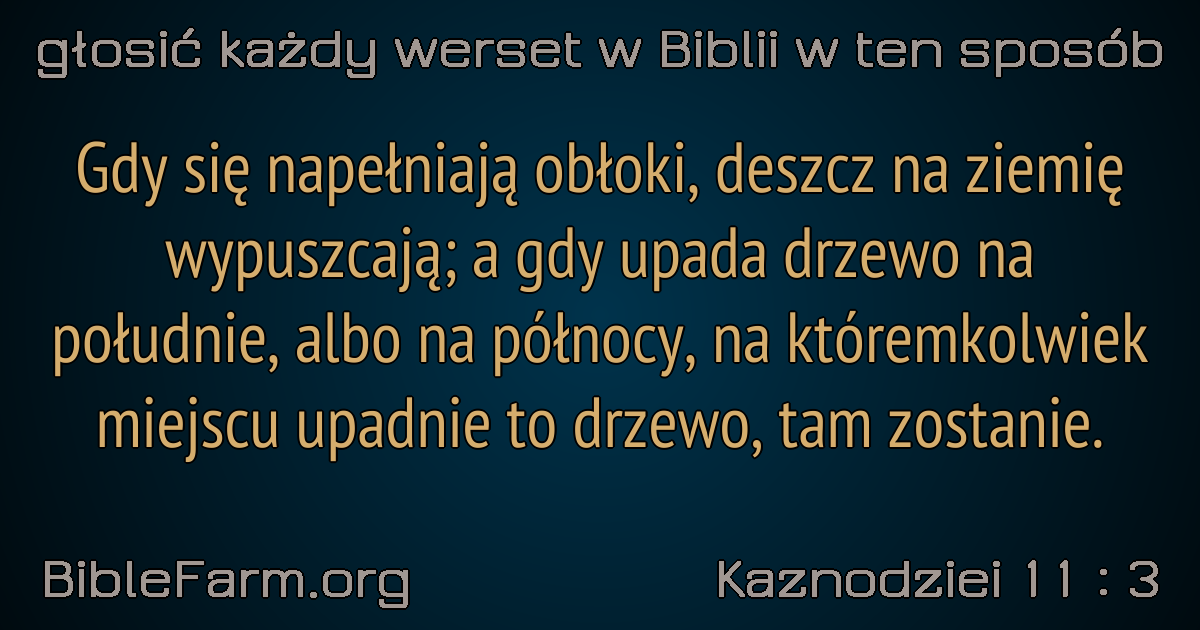 głosić każdy werset w Biblii w ten sposób
Gdy się napełniają obłoki, deszcz na ziemię
wypuszcają; a gdy upada drzewo na
południe, albo na północy, na któremkolwiek
miejscu upadnie to drzewo, tam zostanie.
BibleFarm.org
Kaznodziei 11 : 3